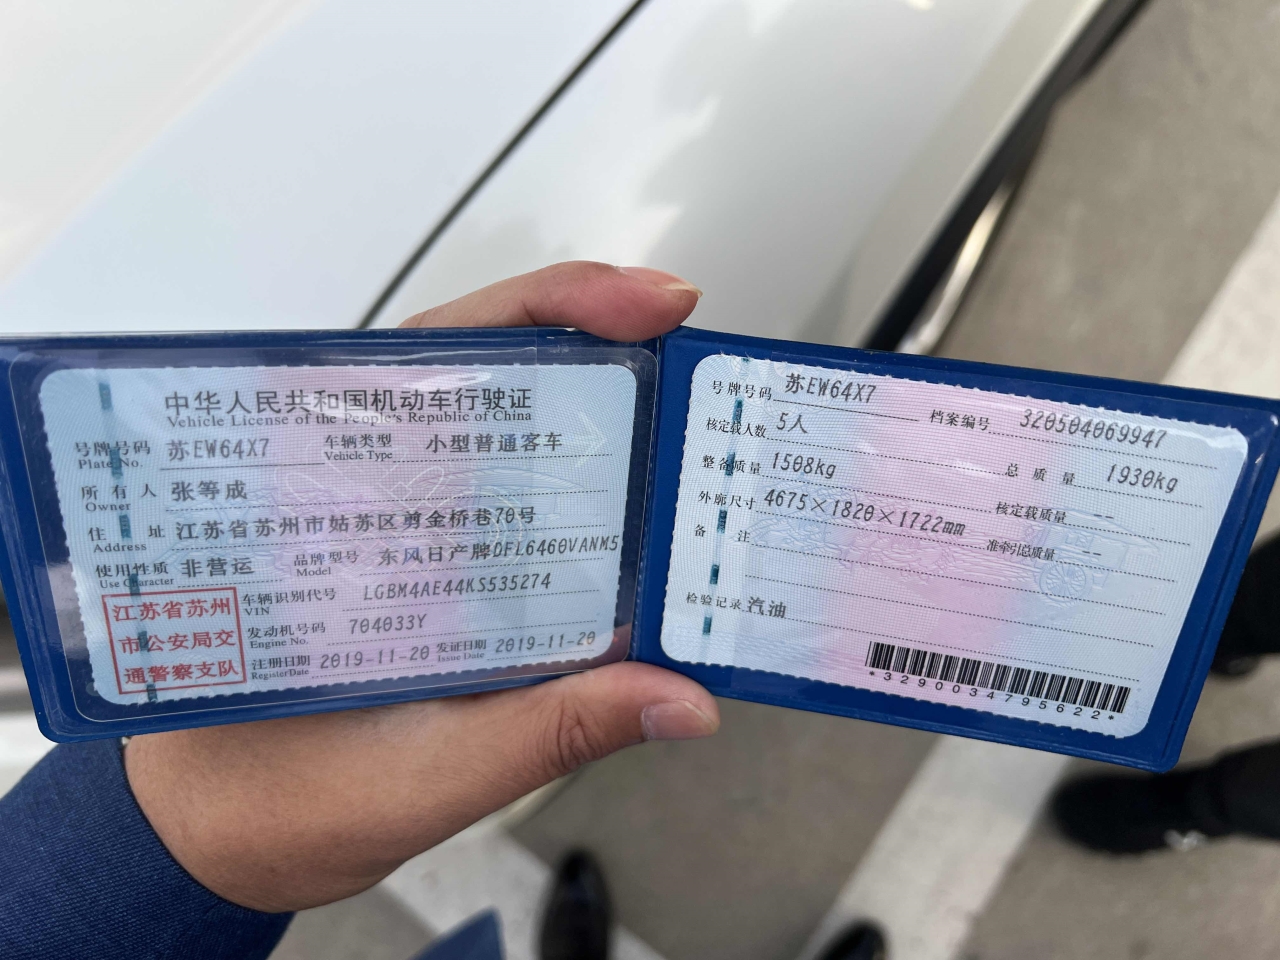 中华人民共和国机动车行驶证
Vehicle License of the People's Republic of China
号牌号码 苏EW64X7 车辆类型 小型普通客车
Plate No. Vehicle Type
所有人 张等成
Owner
住址 江苏省苏州市姑苏区剪金桥巷70号
Address
使用性质 非营运 品牌型号 东风日产牌DFL6460VANM5
Use Character Model
江苏省苏州
市公安局交
通警察支队
车辆识别代号 LGBM4AE44KS535274
VIN
发动机号码 704033Y
Engine No.
注册日期 2019-11-20 发证日期 2019-11-20
Register Date Issue Date
号牌号码 苏EW64X7 档案编号 320504069947
核定载人数 5人 总质量 1930kg
整备质量 1508kg 核定载质量 --
外廓尺寸 4675×1820×1722mm 准牵引总质量 --
备注
检验记录 汽油
*3290034795622*